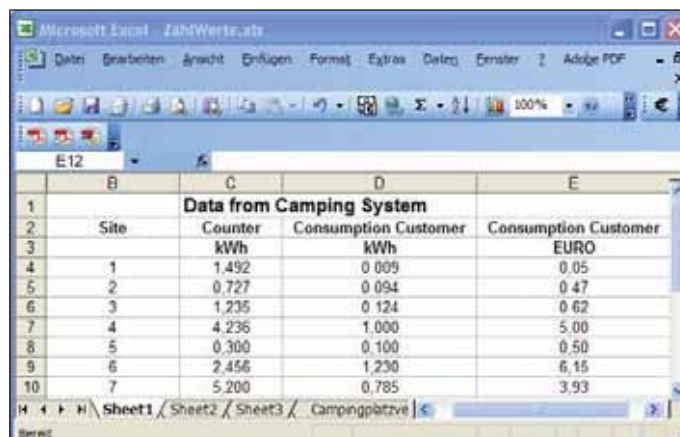 Microsoft Excel - ZählWerte.xls
Datei Bearbeiten Ansicht Einfügen Format Extras Daten Fenster ? Adobe PDF
100%
E12 fx
B C D E
1 Data from Camping System
2 Site Counter Consumption Customer Consumption Customer
3 kWh kWh EURO
4 1 1,492 0 009 0,05
5 2 0,727 0 094 0 47
6 3 1,235 0 124 0 62
7 4 4,236 1,000 5,00
8 5 0,300 0,100 0,50
9 6 2,456 1,230 6,15
10 7 5,200 0,785 3,93
Sheet1 / Sheet2 / Sheet3 / Campingplatzve
Bereit